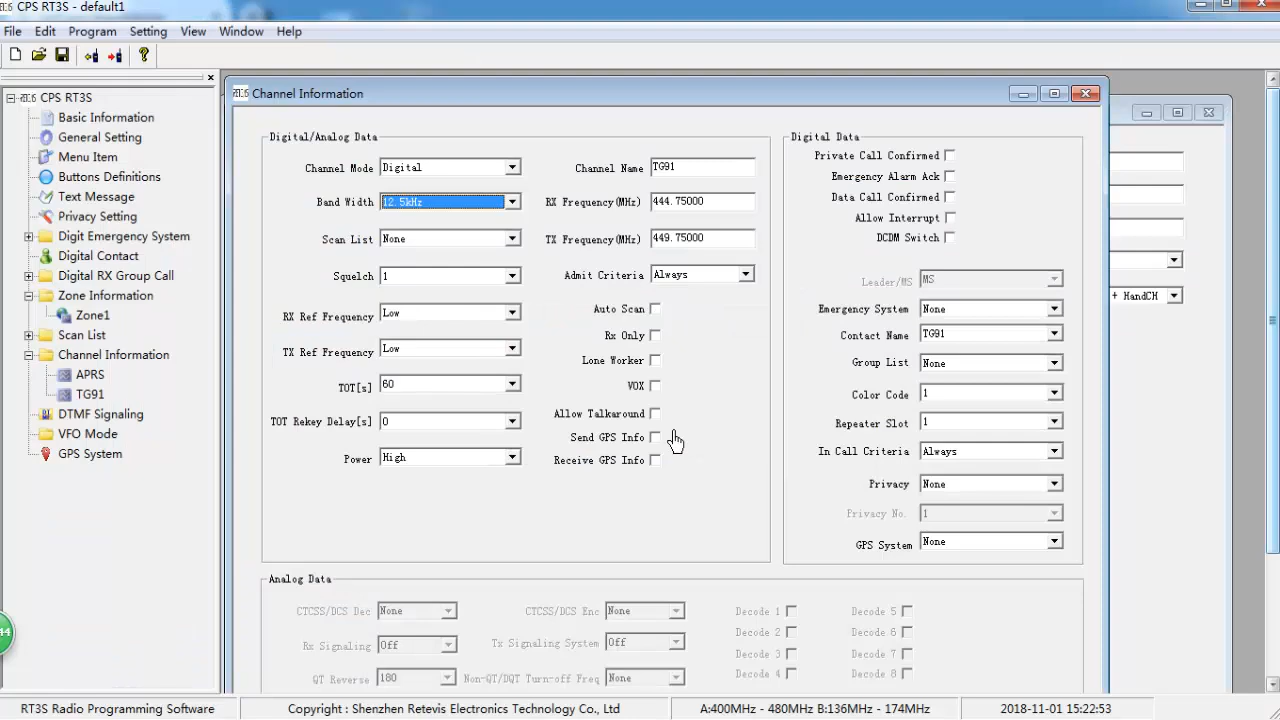 CPS RT3S - default1
File Edit Program Setting View Window Help
CPS RT3S
Basic Information
General Setting
Menu Item
Buttons Definitions
Text Message
Privacy Setting
Digit Emergency System
Digital Contact
Digital RX Group Call
Zone Information
Zone1
Scan List
Channel Information
APRS
TG91
DTMF Signaling
VFO Mode
GPS System
Channel Information
Digital/Analog Data
Channel Mode Digital
Band Width 12.5kHz
Scan List None
Squelch 1
RX Ref Frequency Low
TX Ref Frequency Low
TOT[s] 60
TOT Rekey Delay[s] 0
Power High
Channel Name TG91
RX Frequency(MHz) 444.75000
TX Frequency(MHz) 449.75000
Admit Criteria Always
Auto Scan
Rx Only
Lone Worker
VOX
Allow Talkaround
Send GPS Info
Receive GPS Info
Digital Data
Private Call Confirmed
Emergency Alarm Ack
Data Call Confirmed
Allow Interrupt
DCDM Switch
Leader/MS MS
Emergency System None
Contact Name TG91
Group List None
Color Code 1
Repeater Slot 1
In Call Criteria Always
Privacy None
Privacy No. 1
GPS System None
+ HandCH
Analog Data
CTCSS/DCS Dec None CTCSS/DCS Enc None Decode 1 Decode 5
Decode 2 Decode 6
Rx Signaling Off Tx Signaling System Off
Decode 3 Decode 7
QT Reverse 180 Non-QT/DQT Turn-off Freq None Decode 4 Decode 8
44
RT3S Radio Programming Software Copyright : Shenzhen Retevis Electronics Technology Co., Ltd A:400MHz - 480MHz B:136MHz - 174MHz 2018-11-01 15:22:53